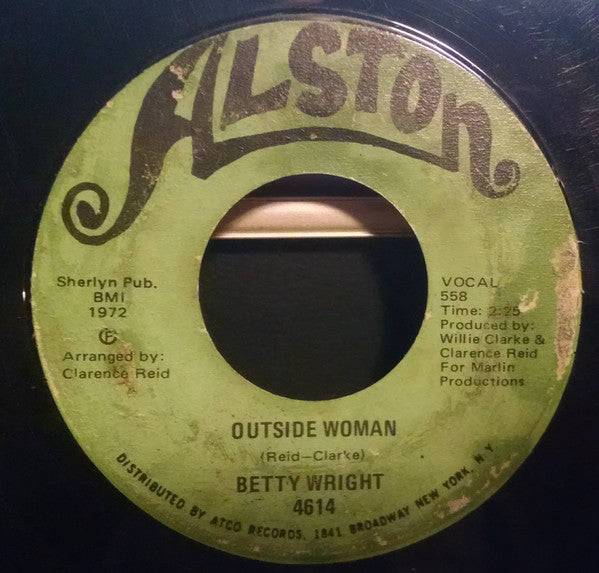 ALSTON
Sherlyn Pub.
BMI
1972
Arranged by:
Clarence Reid
VOCAL
558
Time: 2:25
Produced by:
Willie Clarke &
Clarence Reid
For Marlin
Productions
OUTSIDE WOMAN
(Reid-Clarke)
BETTY WRIGHT
4614
DISTRIBUTED BY ATCO RECORDS, 1841 BROADWAY NEW YORK, N. Y.